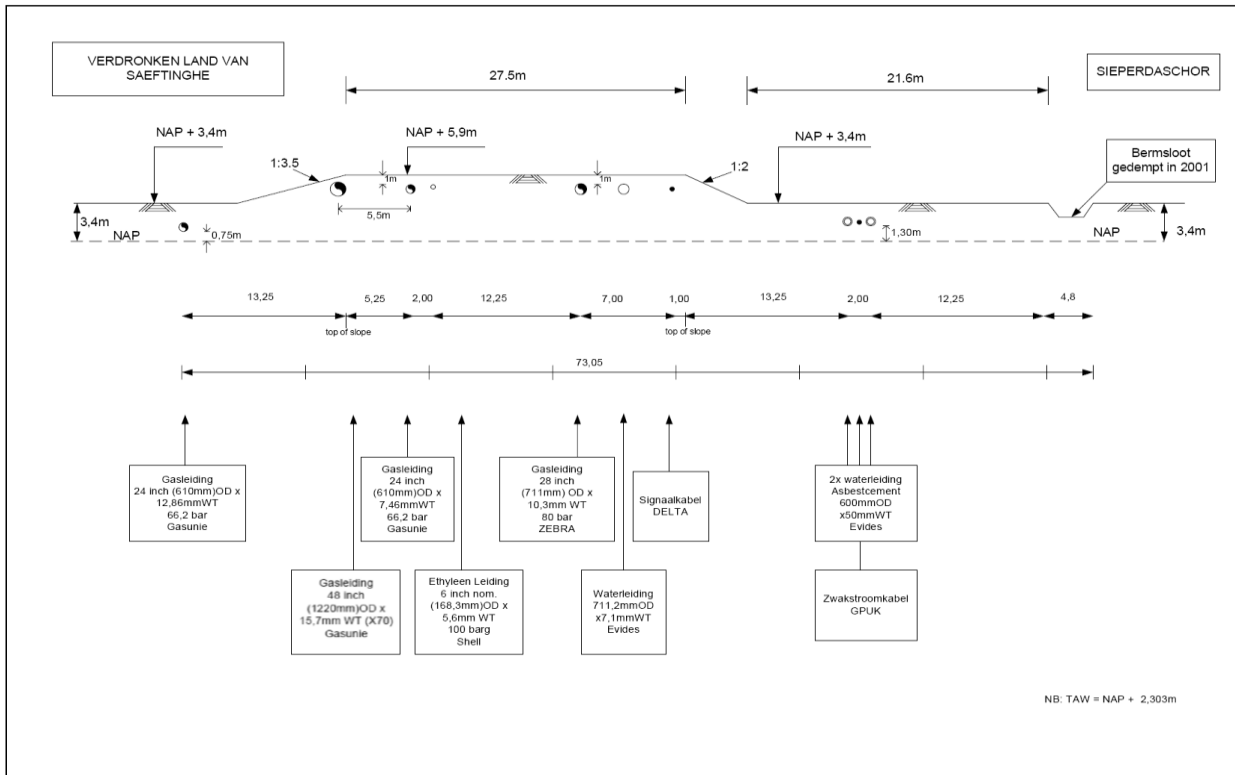 VERDRONKEN LAND VAN
SAEFTINGHE
27.5m
21.6m
SIEPERDASCHOR
NAP + 3,4m
NAP + 5,9m
NAP + 3,4m
Bermsloot
gedempt in 2001
1:3.5
1m
1m
1:2
5,5m
3,4m
NAP
0,75m
1,30m
NAP
3,4m
13,25
5,25
2,00
12,25
7,00
1,00
13,25
2,00
12,25
4,8
top of slope
top of slope
73,05
Gasleiding
24 inch (610mm)OD x
12,86mmWT
66,2 bar
Gasunie
Gasleiding
24 inch
(610mm)OD x
7,46mmWT
66,2 bar
Gasunie
Gasleiding
28 inch
(711mm) OD x
10,3mm WT
80 bar
ZEBRA
Signaalkabel
DELTA
2x waterleiding
Asbestcement
600mmOD
x50mmWT
Evides
Gasleiding
48 inch
(1220mm)OD x
15,7mm WT (X70)
Gasunie
Ethyleen Leiding
6 inch nom.
(168,3mm)OD x
5,6mm WT
100 barg
Shell
Waterleiding
711,2mmOD
x7,1mmWT
Evides
Zwakstroomkabel
GPUK
NB: TAW = NAP + 2,303m